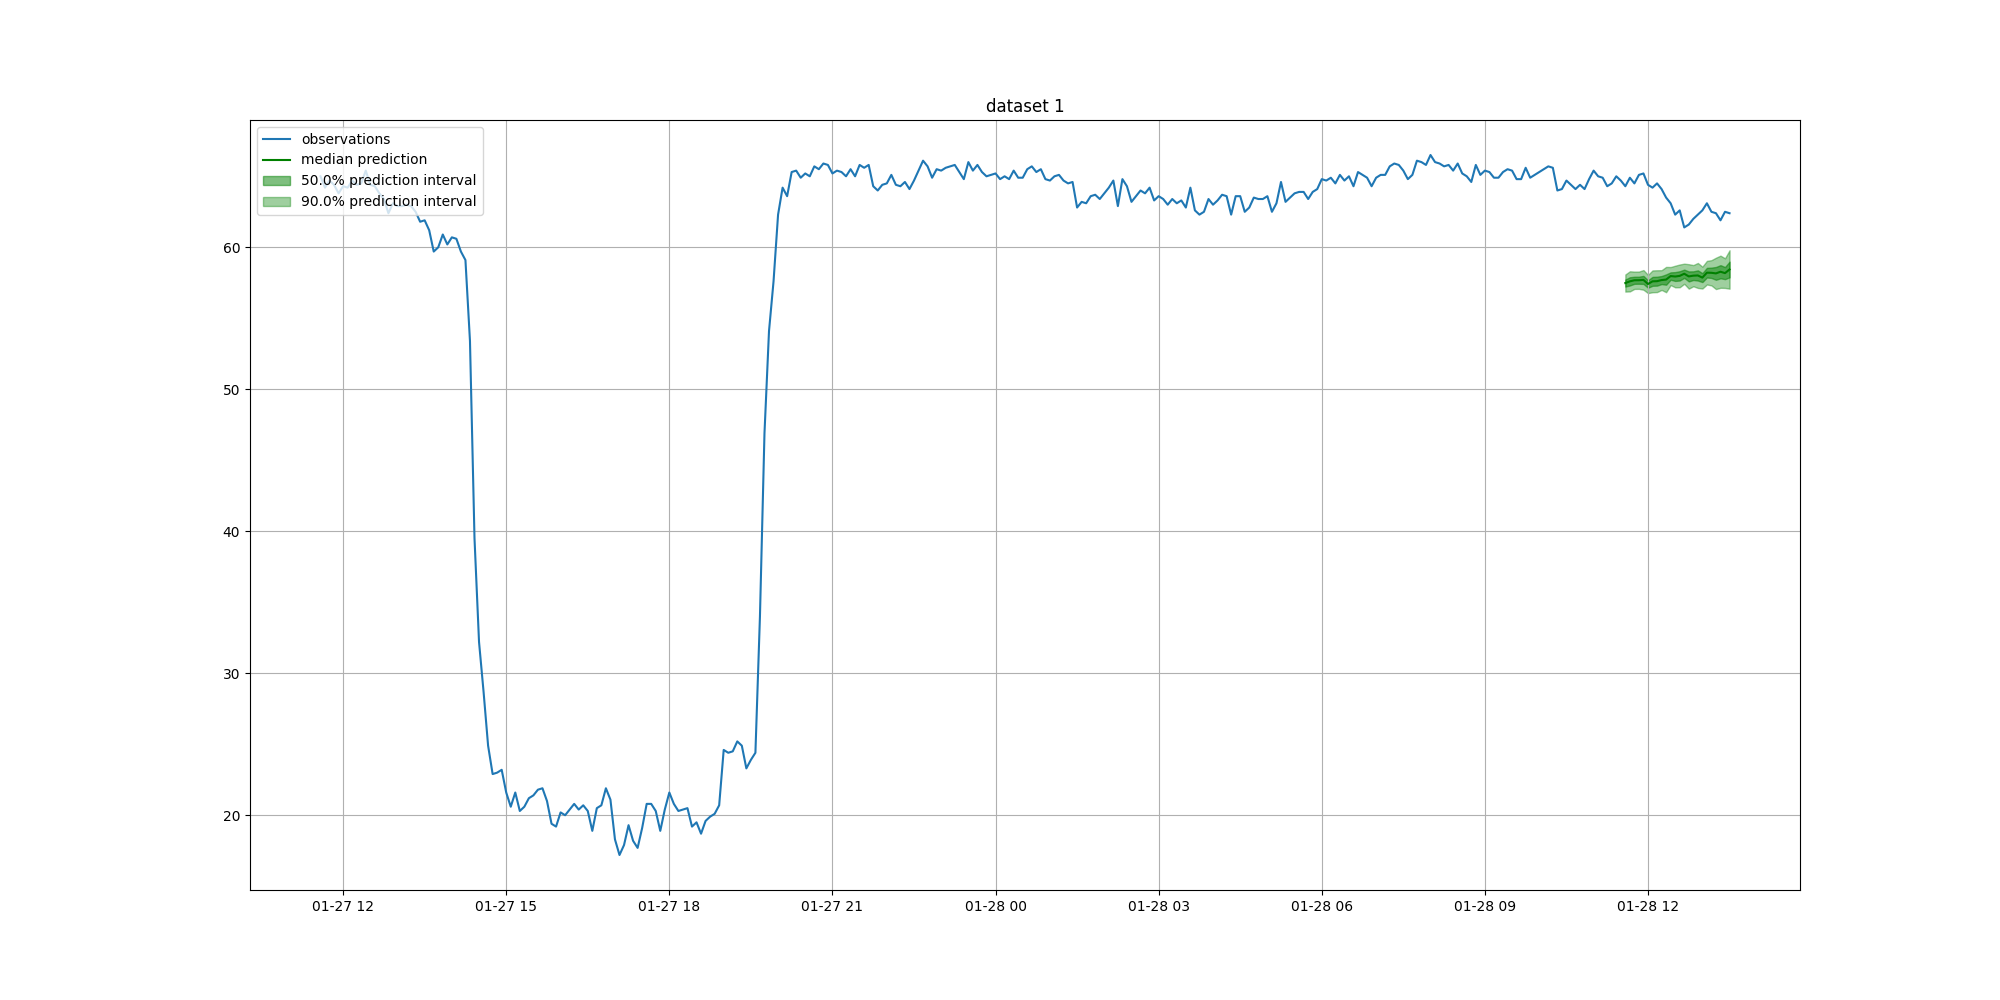 dataset 1
observations
median prediction
50.0% prediction interval
90.0% prediction interval
60
50
40
30
20
01-27 12
01-27 15
01-27 18
01-27 21
01-28 00
01-28 03
01-28 06
01-28 09
01-28 12